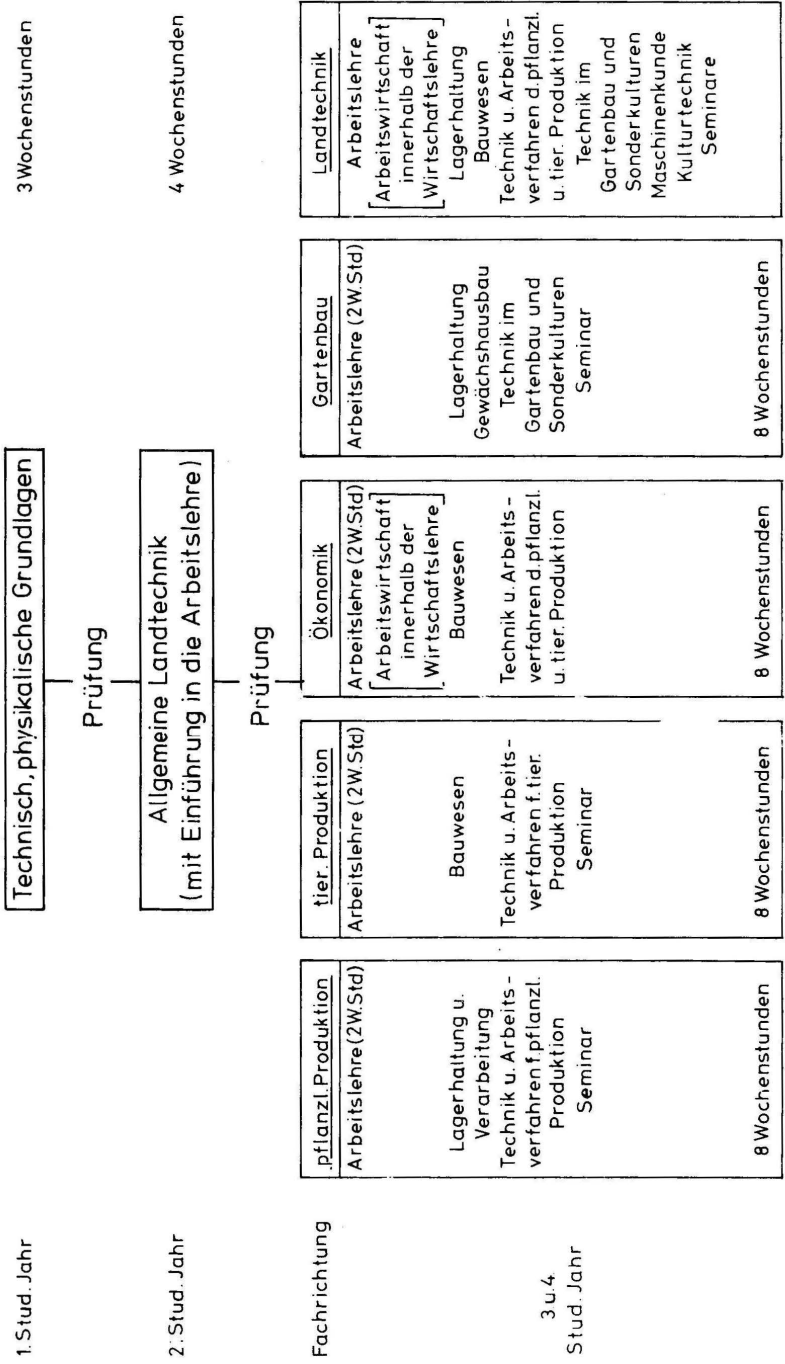 1. Stud. Jahr
Technisch, physikalische Grundlagen
3 Wochenstunden
Prüfung
2. Stud. Jahr
Allgemeine Landtechnik
(mit Einführung in die Arbeitslehre)
4 Wochenstunden
Prüfung
Fachrichtung
3 u. 4.
Stud. Jahr
pflanzl. Produktion
Arbeitslehre (2W.Std)
Lagerhaltung u.
Verarbeitung
Technik u. Arbeits-
verfahren f. pflanzl.
Produktion
Seminar
8 Wochenstunden
tier. Produktion
Arbeitslehre (2W.Std)
Bauwesen
Technik u. Arbeits-
verfahren f. tier.
Produktion
Seminar
8 Wochenstunden
Ökonomik
Arbeitslehre (2W.Std)
[Arbeitswirtschaft
innerhalb der
Wirtschaftslehre]
Bauwesen
Technik u. Arbeits-
verfahren d. pflanzl.
u. tier. Produktion
8 Wochenstunden
Gartenbau
Arbeitslehre (2W.Std)
Lagerhaltung
Gewächshausbau
Technik im
Gartenbau und
Sonderkulturen
Seminar
8 Wochenstunden
Landtechnik
Arbeitslehre
[Arbeitswirtschaft
innerhalb der
Wirtschaftslehre]
Lagerhaltung
Bauwesen
Technik u. Arbeits-
verfahren d. pflanzl.
u. tier. Produktion
Technik im
Gartenbau und
Sonderkulturen
Maschinenkunde
Kulturtechnik
Seminare